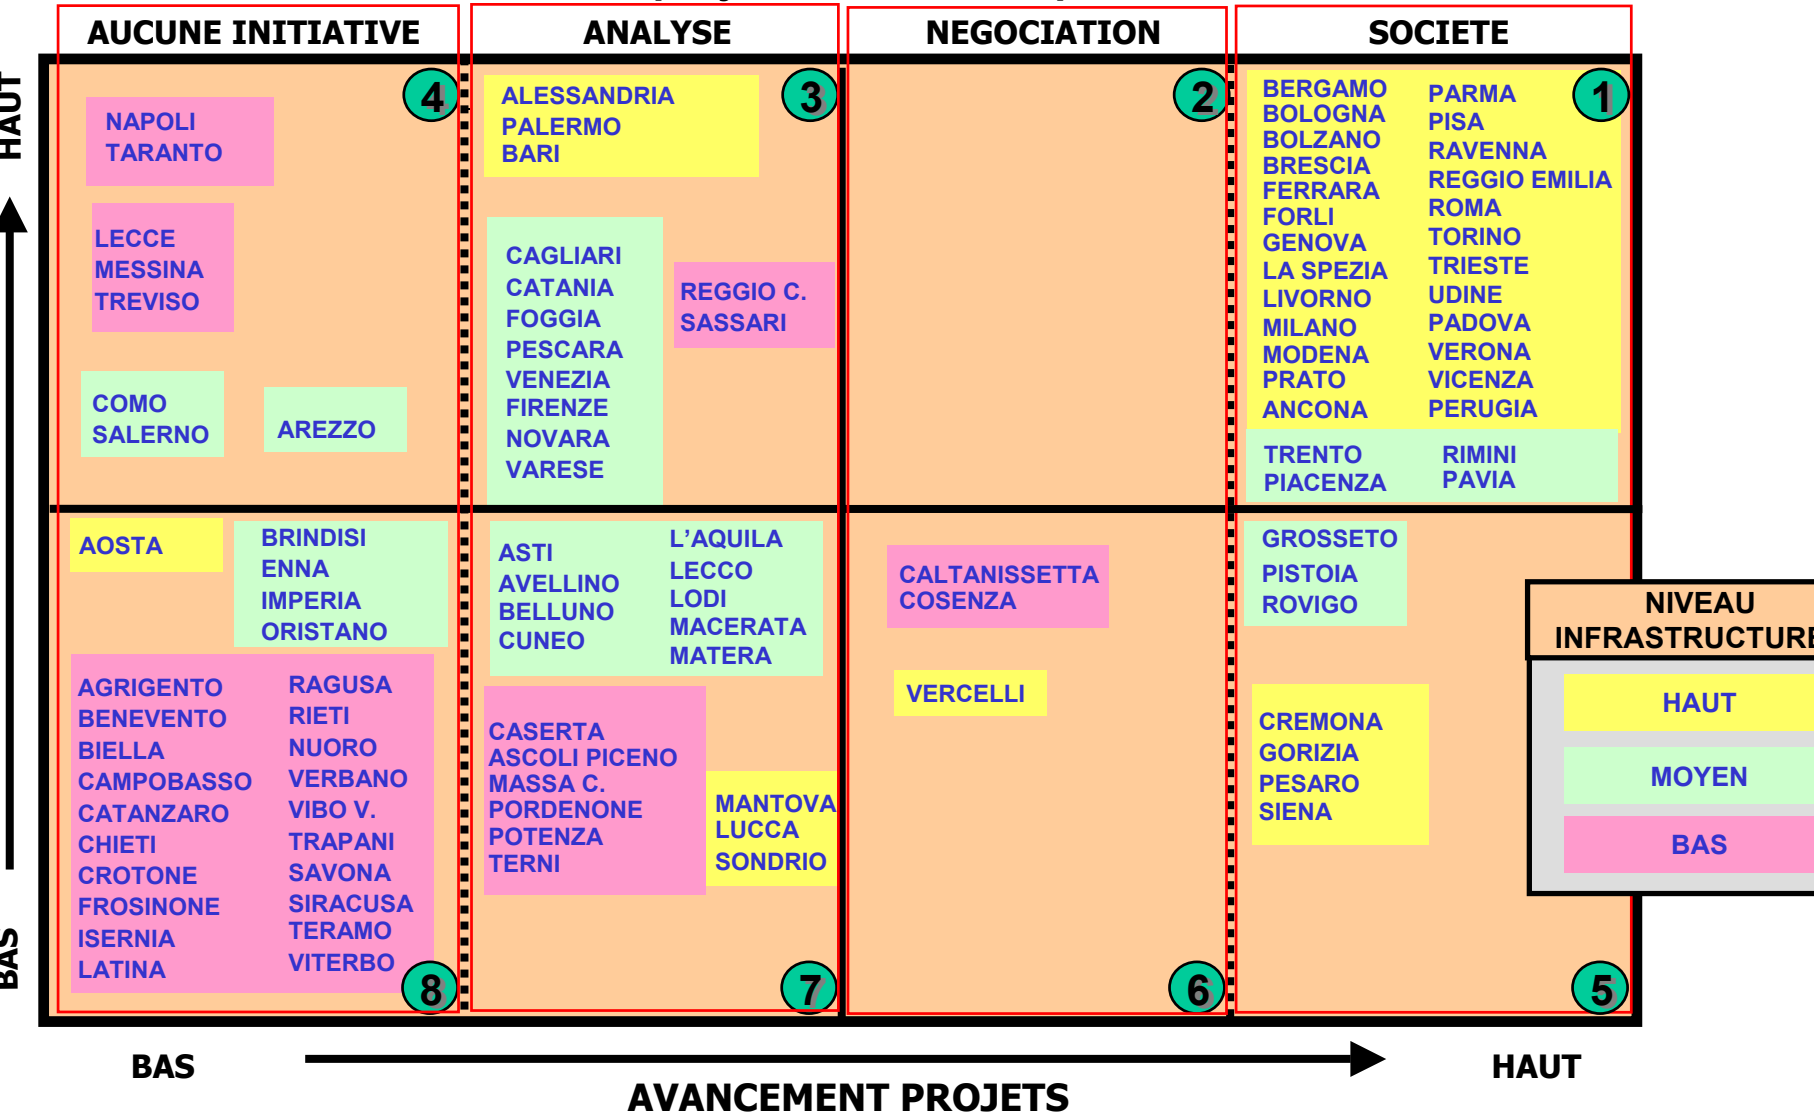 AUCUNE INITIATIVE
ANALYSE
NEGOCIATION
SOCIETE
HAUT
BAS
4
NAPOLI
TARANTO
LECCE
MESSINA
TREVISO
COMO
SALERNO
AREZZO
3
ALESSANDRIA
PALERMO
BARI
CAGLIARI
CATANIA
FOGGIA
PESCARA
VENEZIA
FIRENZE
NOVARA
VARESE
REGGIO C.
SASSARI
2
1
BERGAMO
BOLOGNA
BOLZANO
BRESCIA
FERRARA
FORLI
GENOVA
LA SPEZIA
LIVORNO
MILANO
MODENA
PRATO
ANCONA
PARMA
PISA
RAVENNA
REGGIO EMILIA
ROMA
TORINO
TRIESTE
UDINE
PADOVA
VERONA
VICENZA
PERUGIA
TRENTO
PIACENZA
RIMINI
PAVIA
AOSTA
BRINDISI
ENNA
IMPERIA
ORISTANO
AGRIGENTO
BENEVENTO
BIELLA
CAMPOBASSO
CATANZARO
CHIETI
CROTONE
FROSINONE
ISERNIA
LATINA
RAGUSA
RIETI
NUORO
VERBANO
VIBO V.
TRAPANI
SAVONA
SIRACUSA
TERAMO
VITERBO
8
ASTI
AVELLINO
BELLUNO
CUNEO
L'AQUILA
LECCO
LODI
MACERATA
MATERA
CASERTA
ASCOLI PICENO
MASSA C.
PORDENONE
POTENZA
TERNI
MANTOVA
LUCCA
SONDRIO
7
CALTANISSETTA
COSENZA
VERCELLI
6
GROSSETO
PISTOIA
ROVIGO
CREMONA
GORIZIA
PESARO
SIENA
5
NIVEAU
INFRASTRUCTURE
HAUT
MOYEN
BAS
BAS
HAUT
AVANCEMENT PROJETS